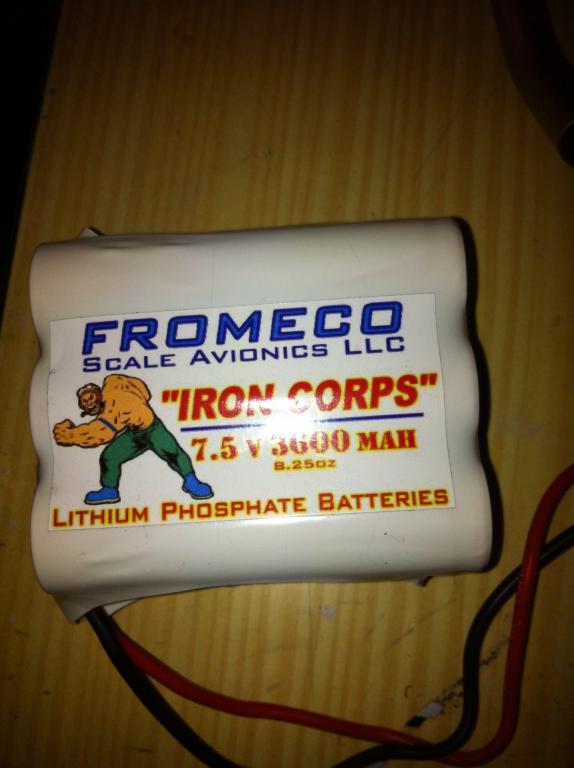 FROMECO
SCALE AVIONICS LLC
"IRON CORPS"
7.5 V 3600 MAH
8.25OZ
LITHIUM PHOSPHATE BATTERIES